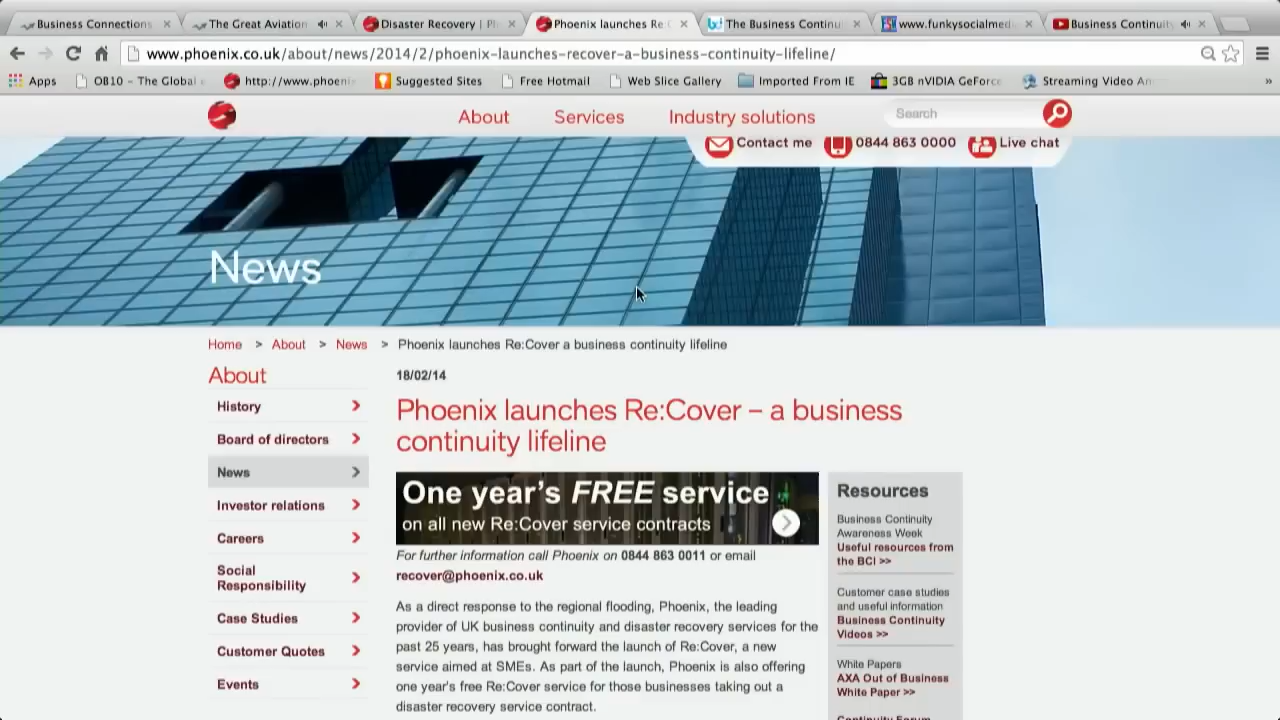 Business Connections
The Great Aviation
Disaster Recovery | Ph
Phoenix launches Re:C
The Business Continu
www.funkysocialmed
Business Continuit
www.phoenix.co.uk/about/news/2014/2/phoenix-launches-recover-a-business-continuity-lifeline/
Apps
OB10 – The Global e
http://www.phoeni
Suggested Sites
Free Hotmail
Web Slice Gallery
Imported From IE
3GB nVIDIA GeForce
Streaming Video An
»
About
Services
Industry solutions
Search
Contact me
0844 863 0000
Live chat
News
Home > About > News > Phoenix launches Re:Cover a business continuity lifeline
About
History
Board of directors
News
Investor relations
Careers
Social
Responsibility
Case Studies
Customer Quotes
Events
18/02/14
Phoenix launches Re:Cover – a business
continuity lifeline
One year's FREE service
on all new Re:Cover service contracts
For further information call Phoenix on 0844 863 0011 or email
recover@phoenix.co.uk
As a direct response to the regional flooding, Phoenix, the leading
provider of UK business continuity and disaster recovery services for the
past 25 years, has brought forward the launch of Re:Cover, a new
service aimed at SMEs. As part of the launch, Phoenix is also offering
one year's free Re:Cover service for those businesses taking out a
disaster recovery service contract.
Resources
Business Continuity
Awareness Week
Useful resources from
the BCI >>
Customer case studies
and useful information
Business Continuity
Videos >>
White Papers
AXA Out of Business
White Paper >>
Continuity Forum